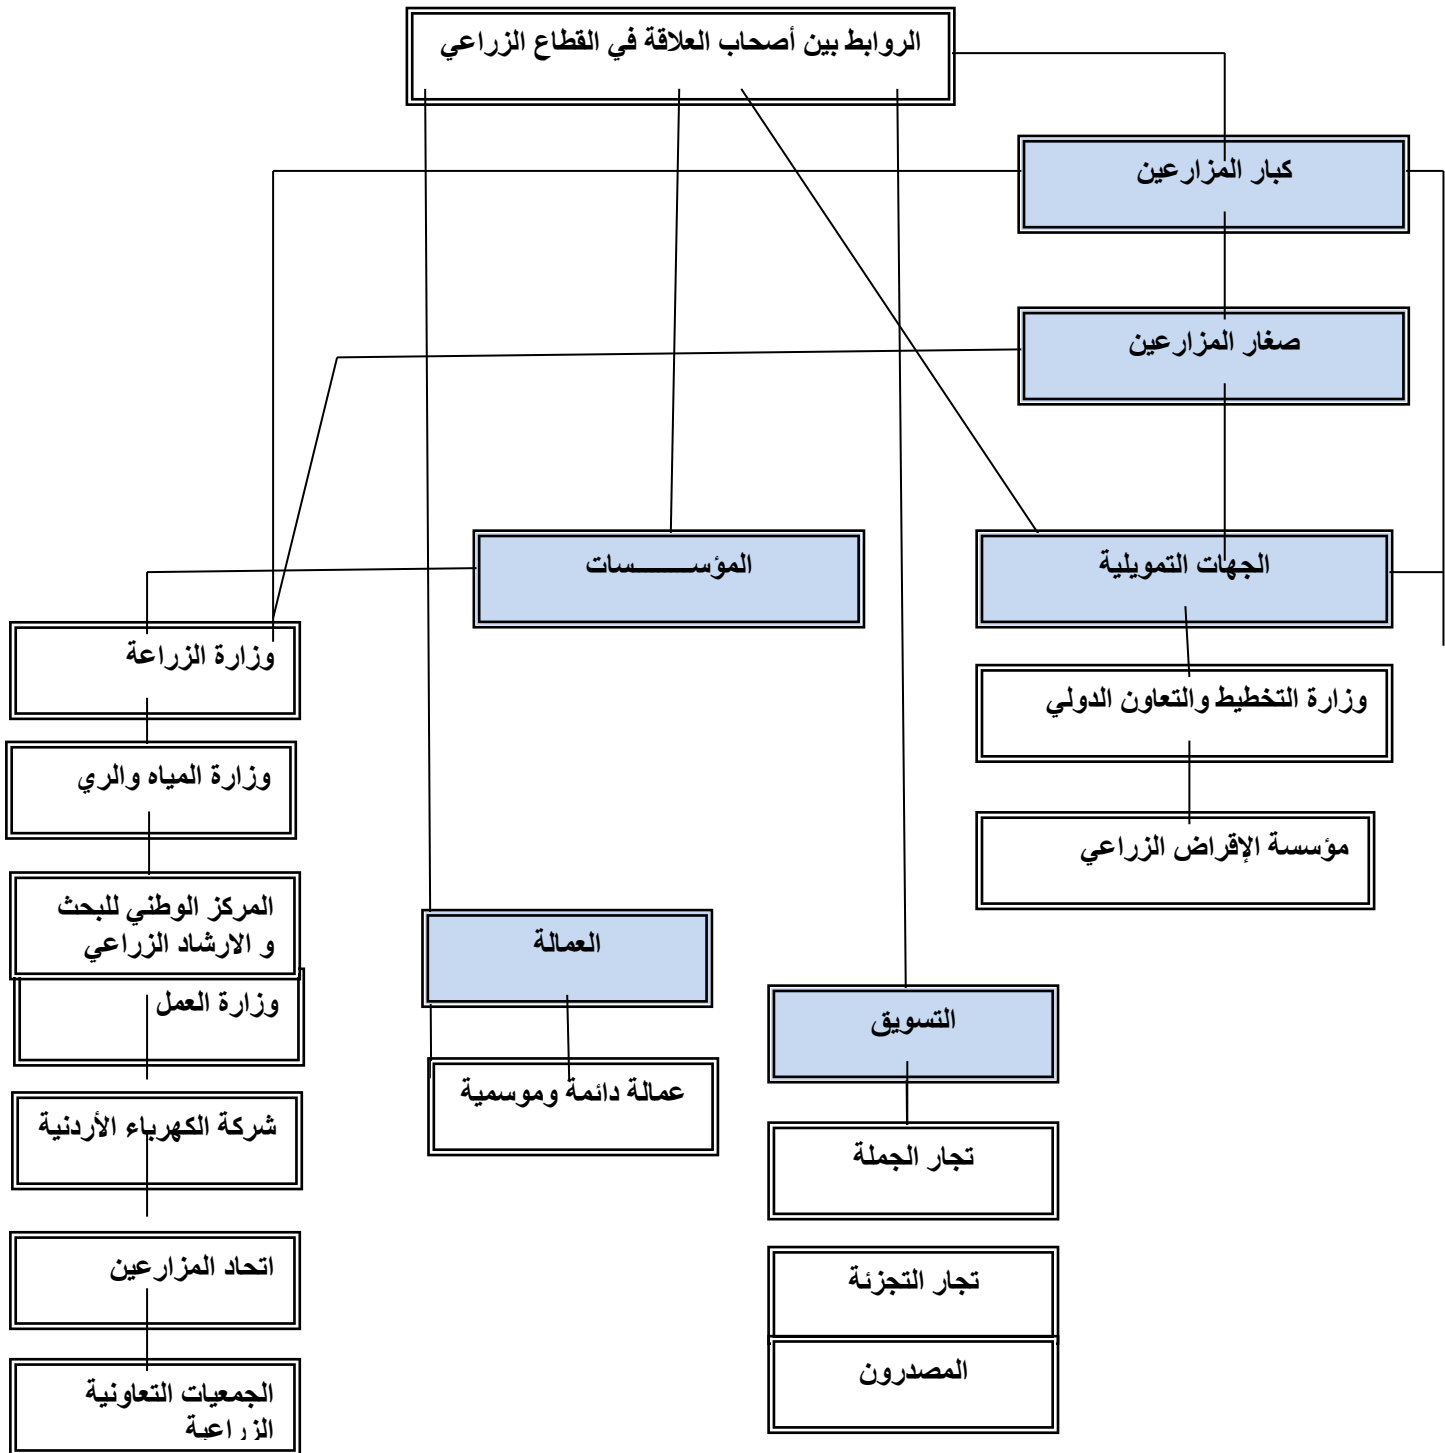 الروابط بين أصحاب العلاقة في القطاع الزراعي
كبار المزارعين
صغار المزارعين
الجهات التمويلية
المؤســـــــسات
وزارة الزراعة
وزارة التخطيط والتعاون الدولي
وزارة المياه والري
مؤسسة الإقراض الزراعي
المركز الوطني للبحث
و الارشاد الزراعي
العمالة
وزارة العمل
التسويق
عمالة دائمة وموسمية
شركة الكهرباء الأردنية
تجار الجملة
اتحاد المزارعين
تجار التجزئة
المصدرون
الجمعيات التعاونية
الزراعية